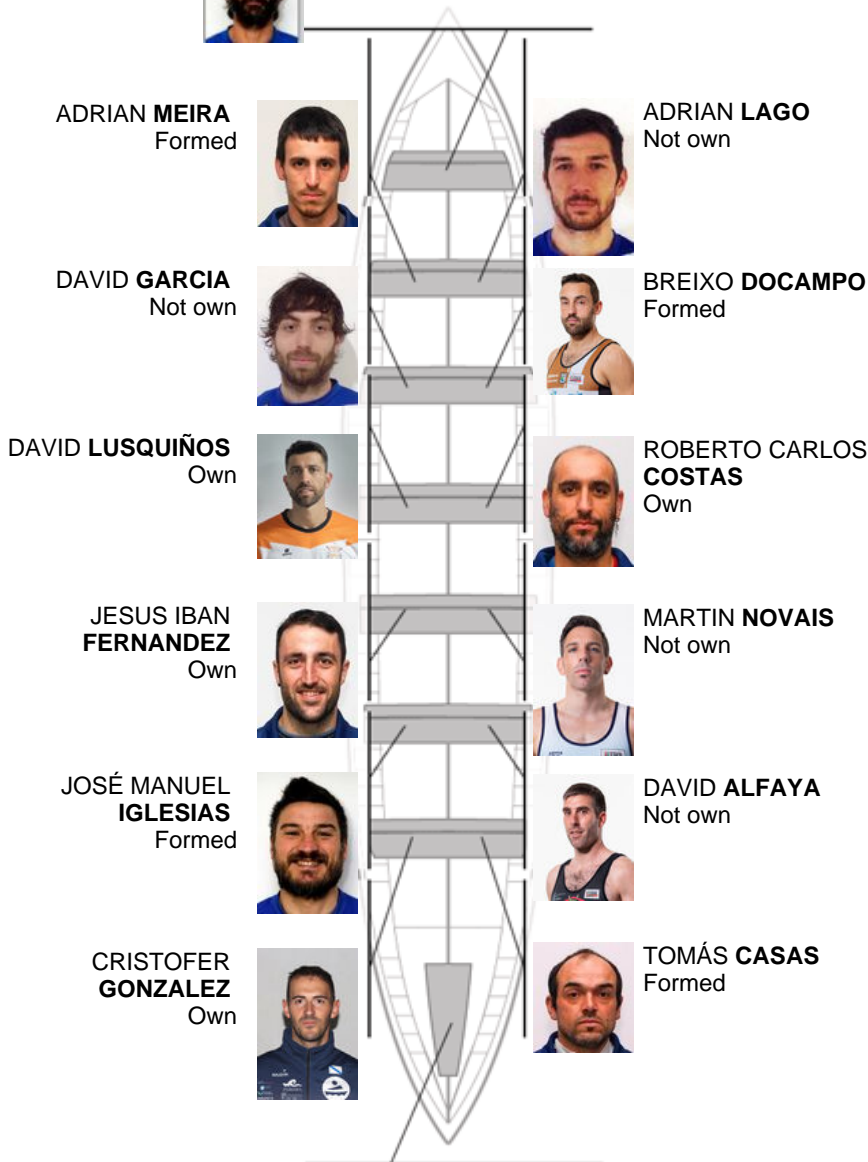 ADRIAN MEIRA
Formed
ADRIAN LAGO
Not own
DAVID GARCIA
Not own
BREIXO DOCAMPO
Formed
DAVID LUSQUIÑOS
Own
ROBERTO CARLOS
COSTAS
Own
JESUS IBAN
FERNANDEZ
Own
MARTIN NOVAIS
Not own
JOSÉ MANUEL
IGLESIAS
Formed
DAVID ALFAYA
Not own
CRISTOFER
GONZALEZ
Own
TOMÁS CASAS
Formed